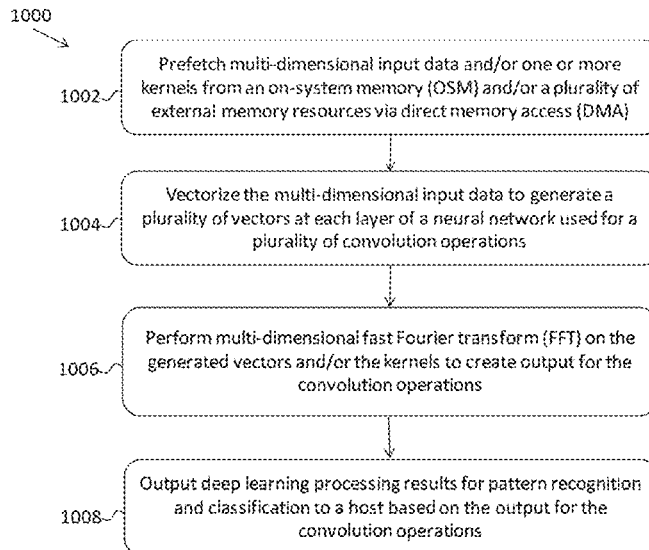 1000
Prefetch multi-dimensional input data and/or one or more
kernels from an on-system memory (OSM) and/or a plurality of
external memory resources via direct memory access (DMA)
1002
Vectorize the multi-dimensional input data to generate a
plurality of vectors at each layer of a neural network used for a
plurality of convolution operations
1004
Perform multi-dimensional fast Fourier transform (FFT) on the
generated vectors and/or the kernels to create output for the
convolution operations
1006
Output deep learning processing results for pattern recognition
and classification to a host based on the output for the
convolution operations
1008